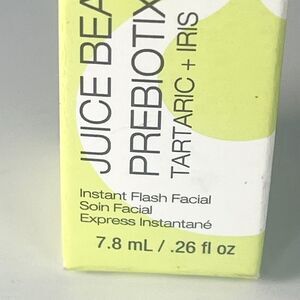 JUICE BEA
PREBIOTIX
TARTARIC + IRIS
Instant Flash Facial
Soin Facial
Express Instantané
7.8 mL / .26 fl oz